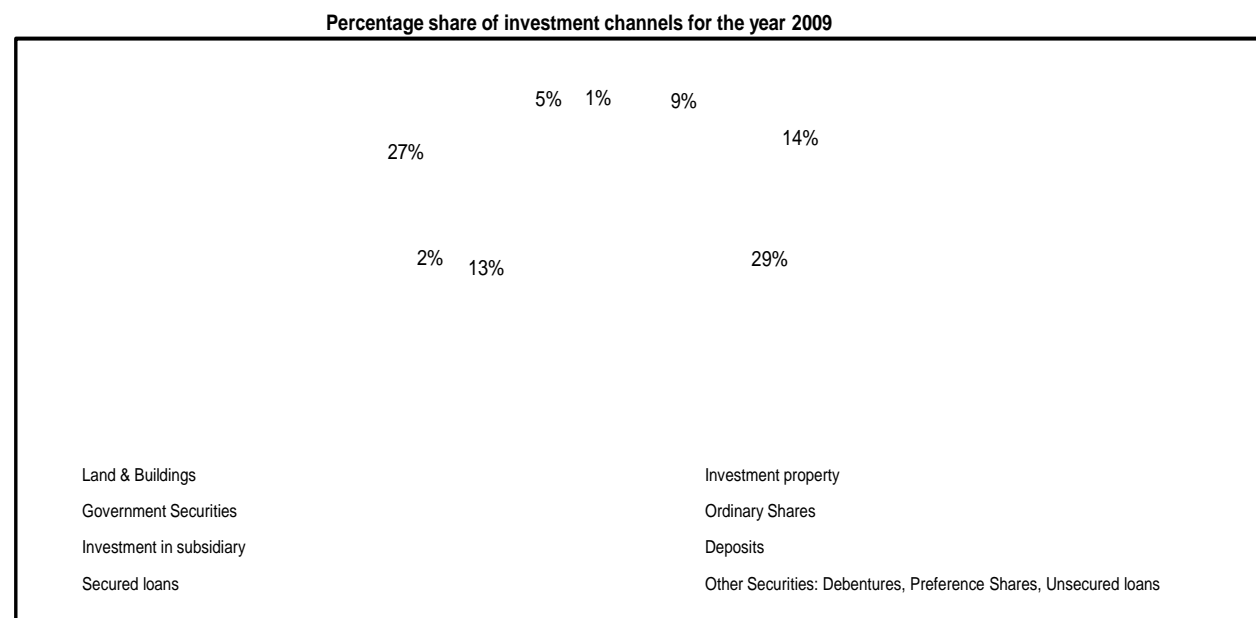 Percentage share of investment channels for the year 2009
5% 1% 9%
14%
27%
2% 13% 29%
Land & Buildings Investment property
Government Securities Ordinary Shares
Investment in subsidiary Deposits
Secured loans Other Securities: Debentures, Preference Shares, Unsecured loans